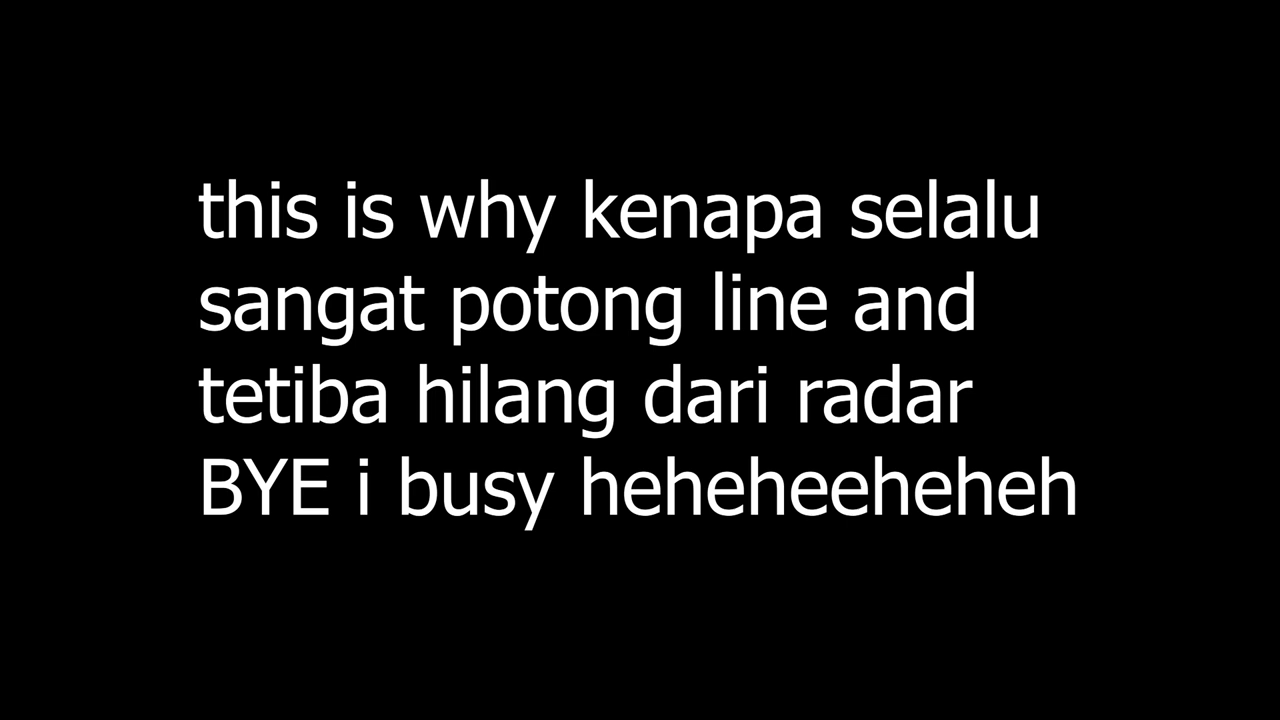 this is why kenapa selalu
sangat potong line and
tetiba hilang dari radar
BYE i busy heheheeheheh